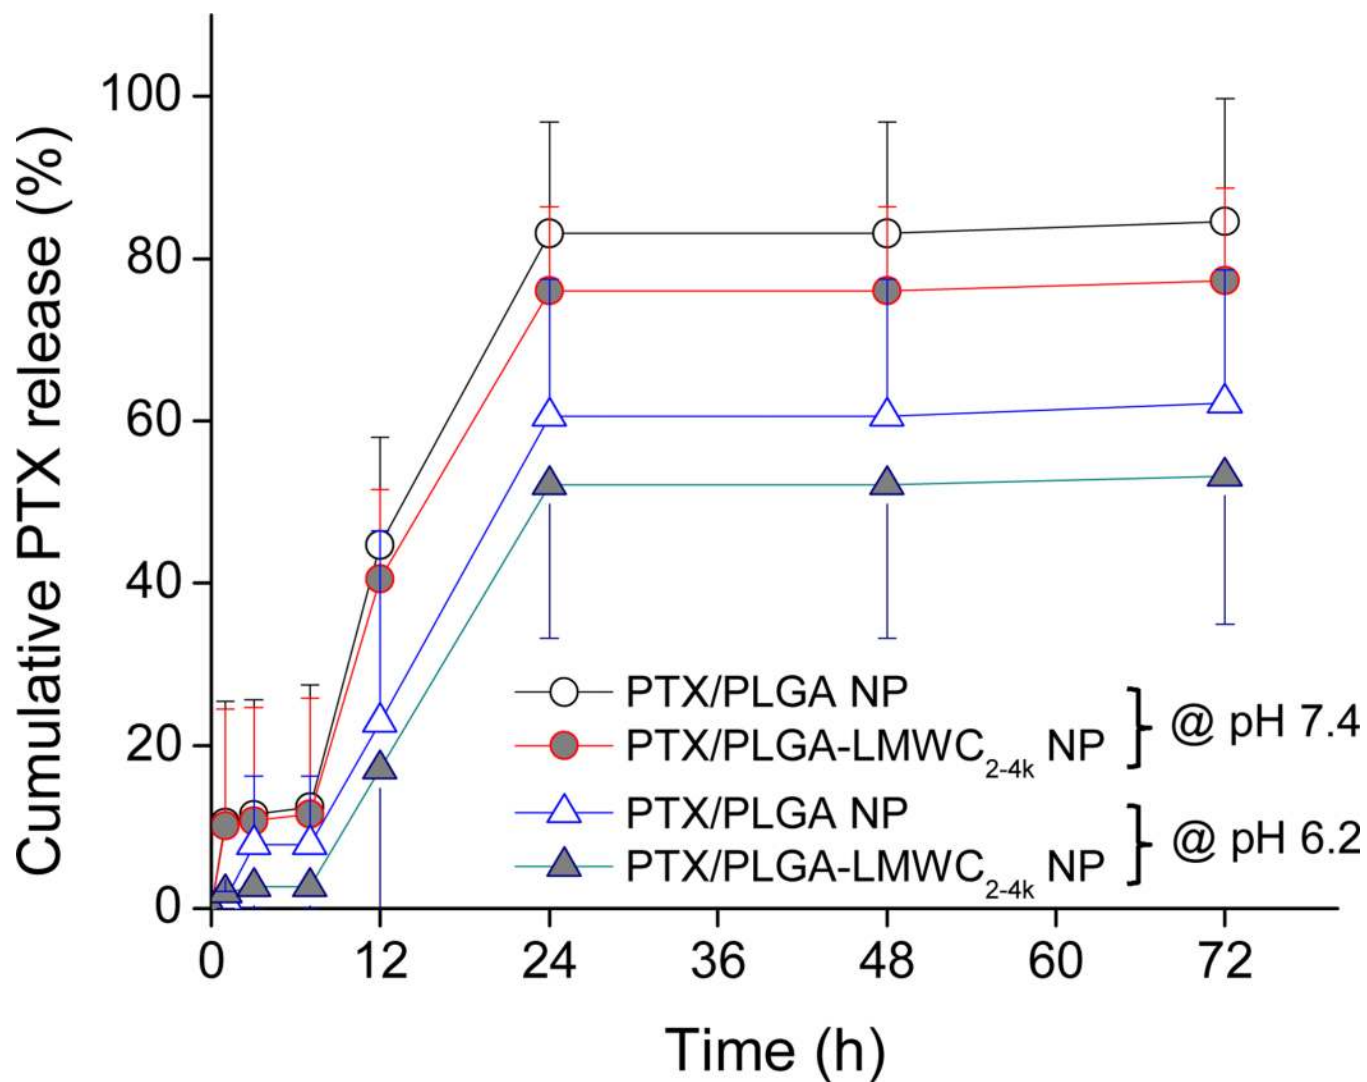 Cumulative PTX release (%)
100
80
60
40
20
0
PTX/PLGA NP
PTX/PLGA-LMWC2-4k NP
} @ pH 7.4
PTX/PLGA NP
PTX/PLGA-LMWC2-4k NP
} @ pH 6.2
0 12 24 36 48 60 72
Time (h)